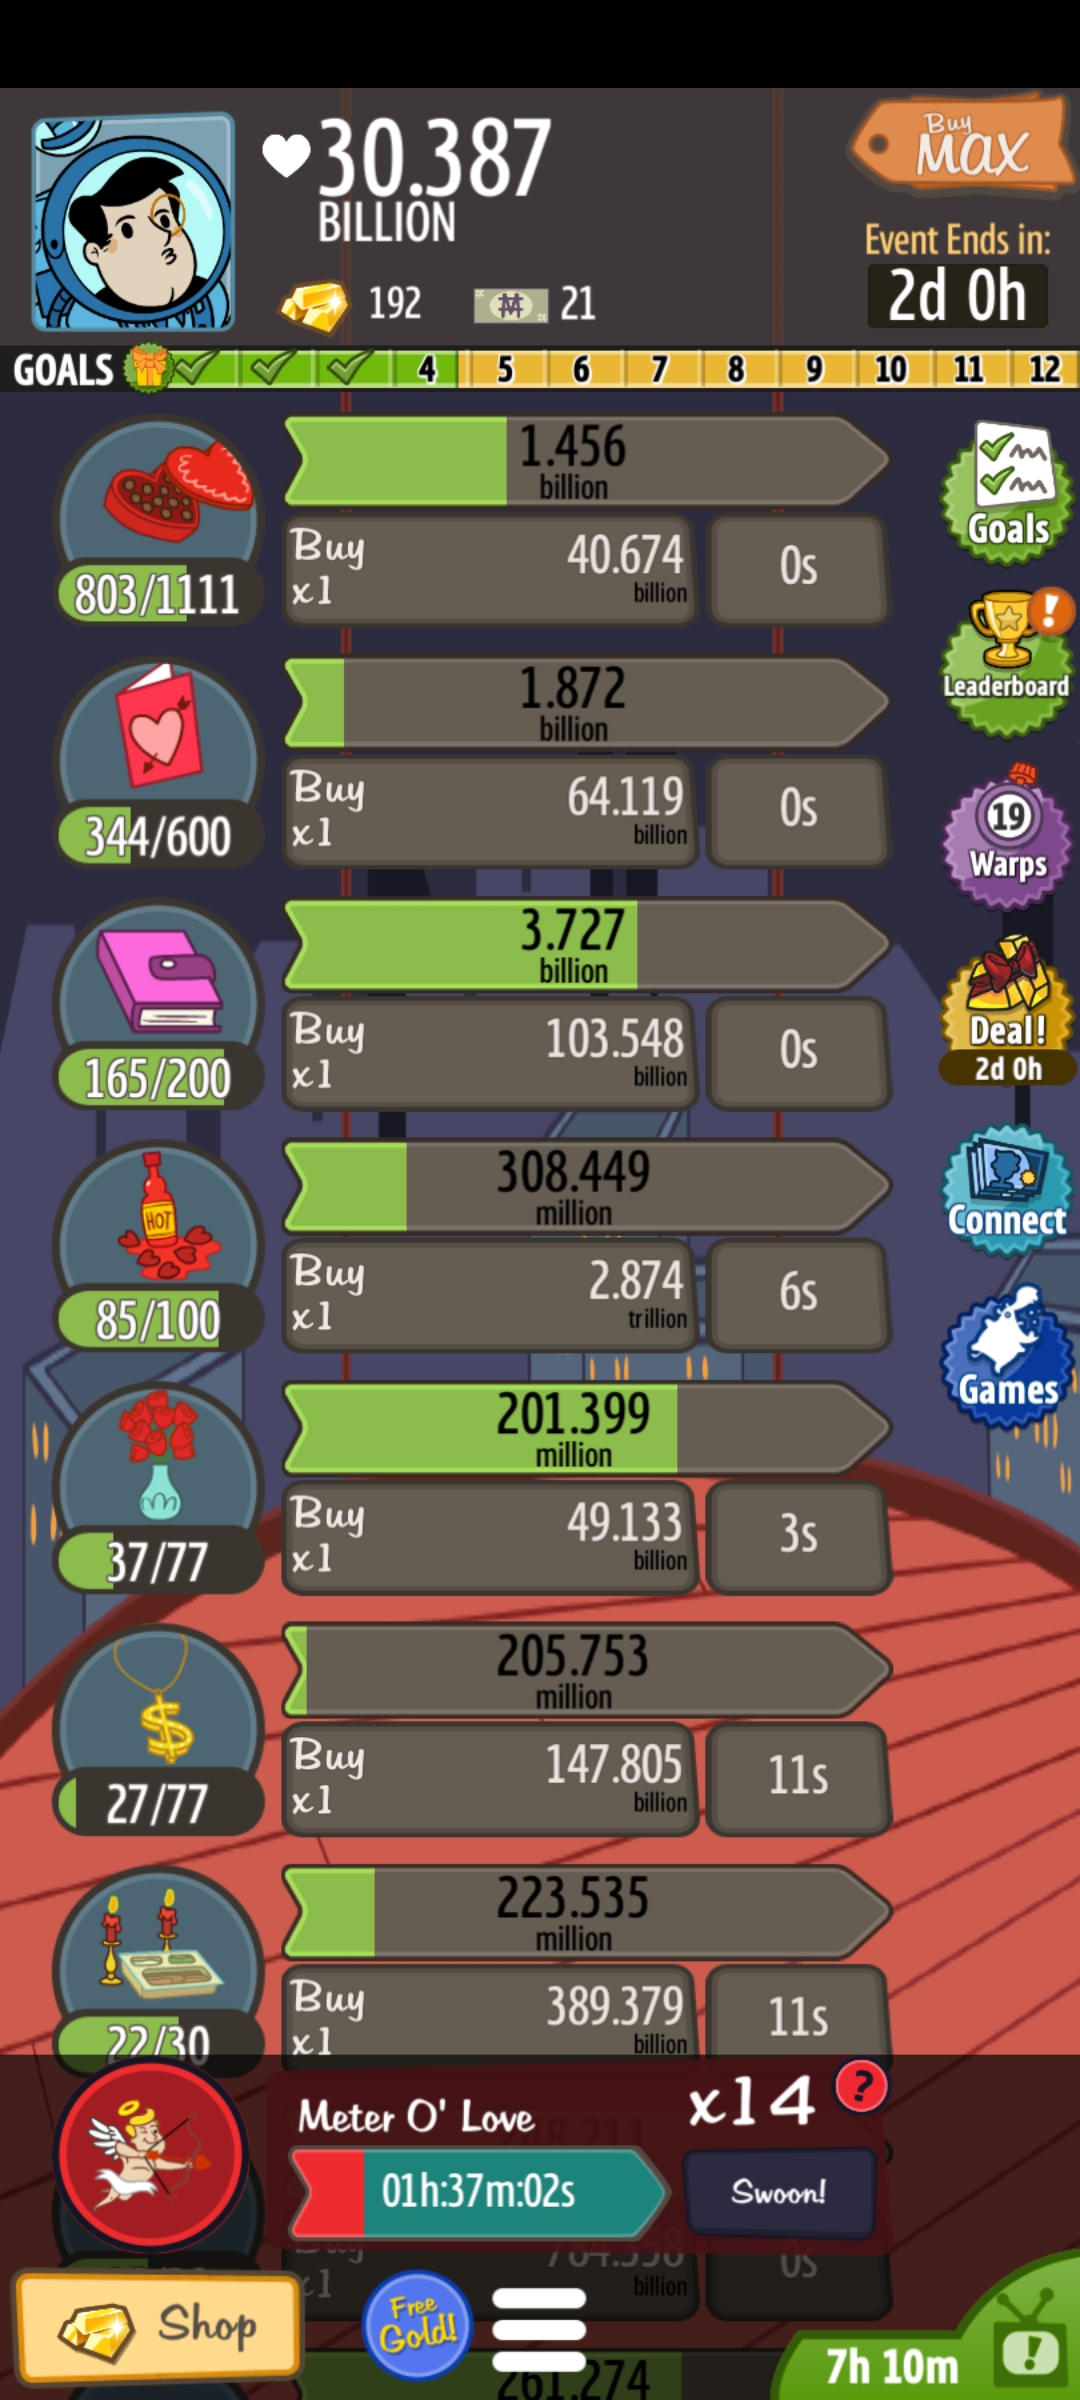 30.387
BILLION
192
21
Buy
MAX
Event Ends in:
2d 0h
GOALS 4 5 6 7 8 9 10 11 12
1.456
billion
803/1111
Buy
x1
40.674
billion
0s
Goals
1.872
billion
344/600
Buy
x1
64.119
billion
0s
Leaderboard
19
Warps
3.727
billion
165/200
Buy
x1
103.548
billion
0s
Deal!
2d 0h
308.449
million
HOT
85/100
Buy
x1
2.874
trillion
6s
Connect
Games
201.399
million
37/77
Buy
x1
49.133
billion
3s
205.753
million
27/77
Buy
x1
147.805
billion
11s
223.535
million
22/30
Buy
x1
389.379
billion
11s
Meter O' Love
x14
?
01h:37m:02s
Swoon!
Buy
x1
784.558
billion
0s
Shop
Free
Gold!
261.274
7h 10m